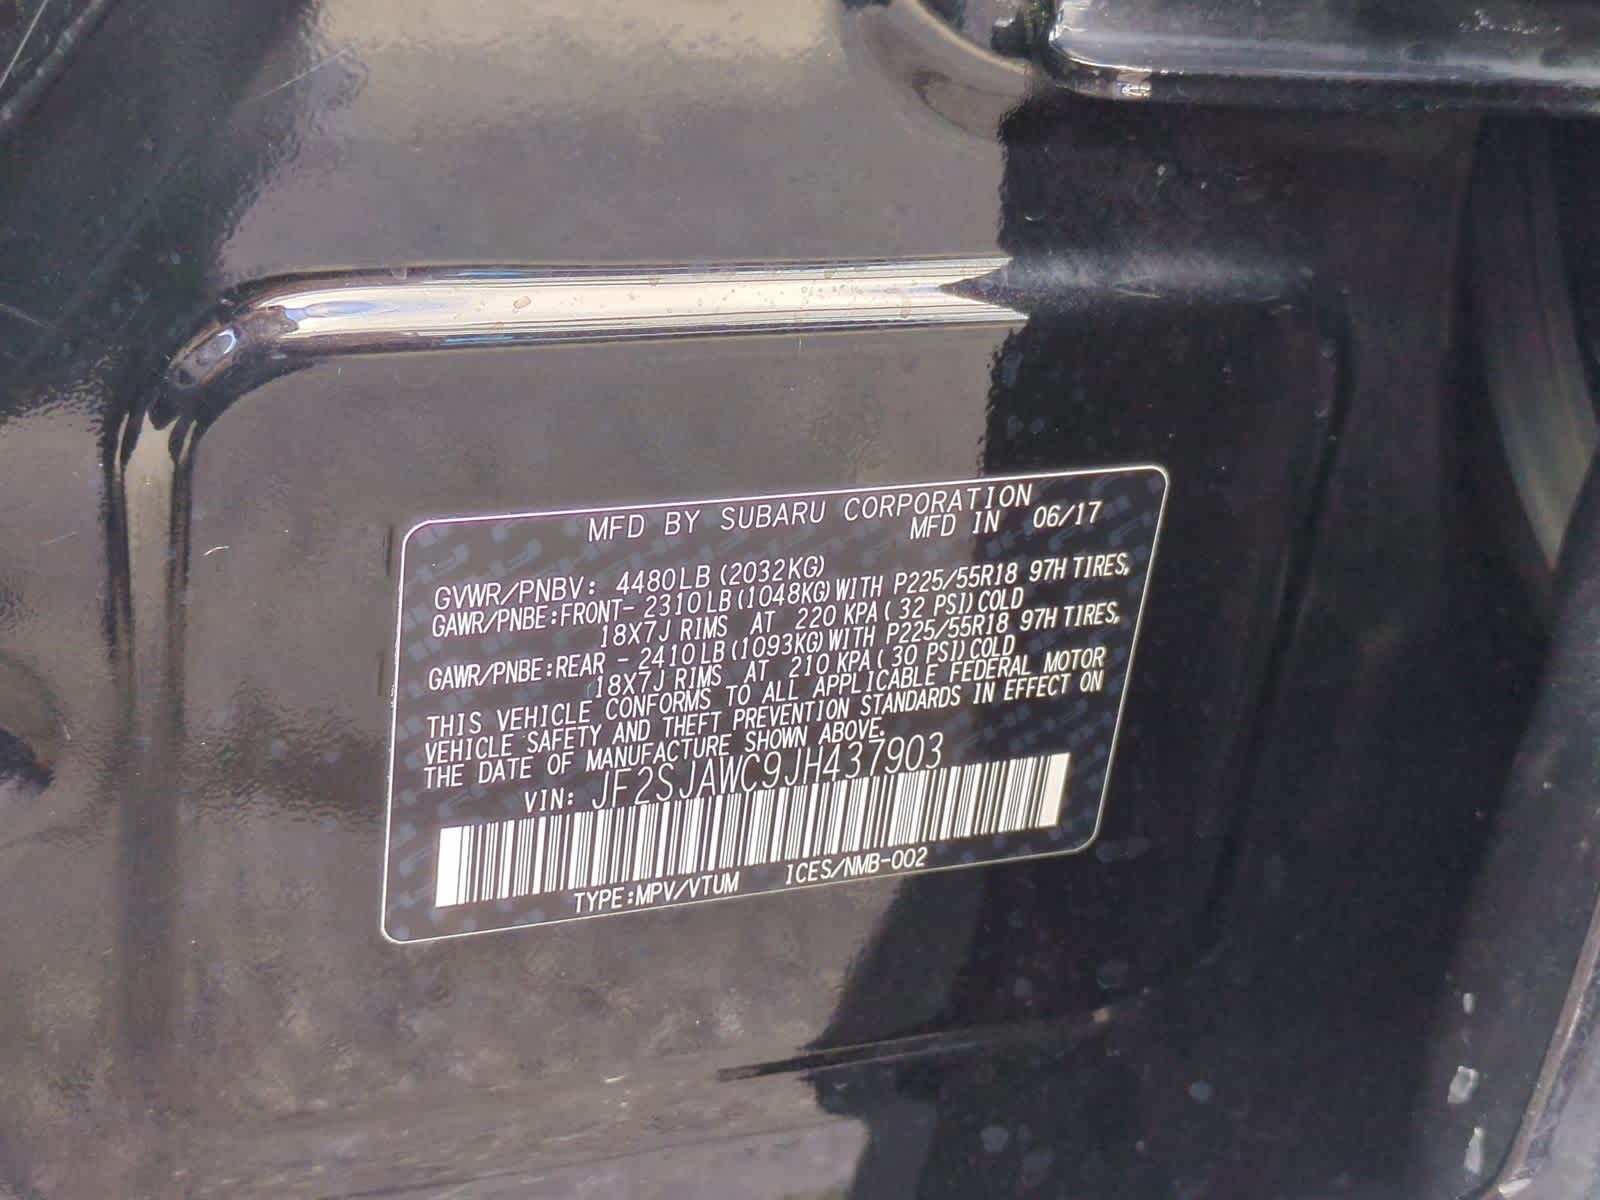 MFD BY SUBARU CORPORATION
MFD IN 06/17
GVWR/PNBV: 4480LB (2032KG)
GAWR/PNBE:FRONT- 2310LB(1048KG)WITH P225/55R18 97H TIRES,
18X7J RIMS AT 220 KPA( 32 PSI)COLD
GAWR/PNBE:REAR - 2410LB(1093KG)WITH P225/55R18 97H TIRES,
18X7J RIMS AT 210 KPA( 30 PSI)COLD
THIS VEHICLE CONFORMS TO ALL APPLICABLE FEDERAL MOTOR
VEHICLE SAFETY AND THEFT PREVENTION STANDARDS IN EFFECT ON
THE DATE OF MANUFACTURE SHOWN ABOVE.
VIN: JF2SJAWC9JH437903
TYPE:MPV/VTUM ICES/NMB-002